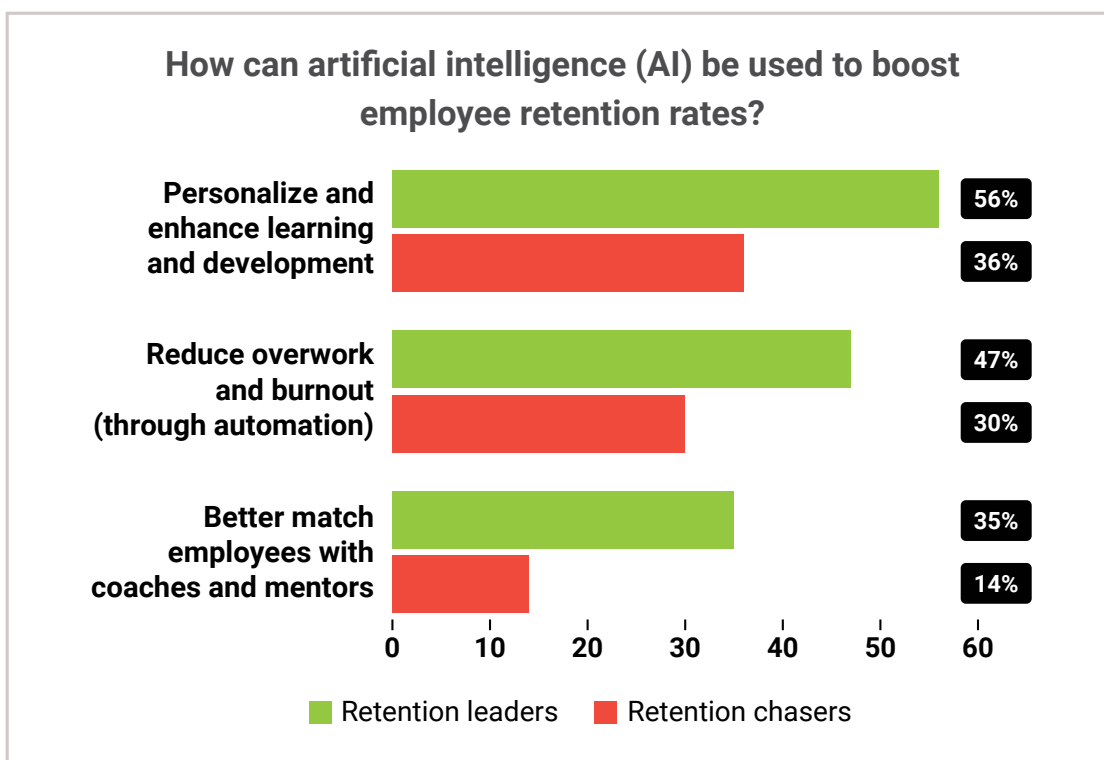 How can artificial intelligence (AI) be used to boost
employee retention rates?
Personalize and
enhance learning
and development
56%
36%
Reduce overwork
and burnout
(through automation)
47%
30%
Better match
employees with
coaches and mentors
35%
14%
0 10 20 30 40 50 60
Retention leaders Retention chasers